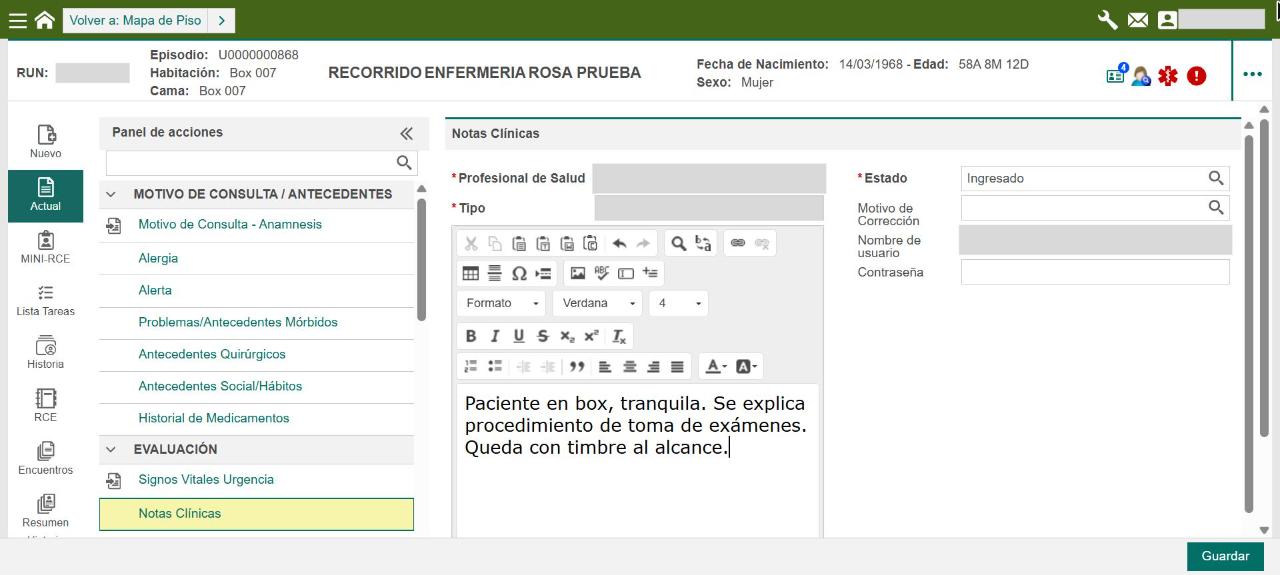 Volver a: Mapa de Piso
RUN:
Episodio: U0000000868
Habitación: Box 007
Cama: Box 007
RECORRIDO ENFERMERIA ROSA PRUEBA
Fecha de Nacimiento: 14/03/1968 - Edad: 58A 8M 12D
Sexo: Mujer
4
Nuevo
Actual
MINI-RCE
Lista Tareas
Historia
RCE
Encuentros
Resumen
Panel de acciones
MOTIVO DE CONSULTA / ANTECEDENTES
Motivo de Consulta - Anamnesis
Alergia
Alerta
Problemas/Antecedentes Mórbidos
Antecedentes Quirúrgicos
Antecedentes Social/Hábitos
Historial de Medicamentos
EVALUACIÓN
Signos Vitales Urgencia
Notas Clínicas
Notas Clínicas
* Profesional de Salud
* Tipo
Formato
Verdana
4
Paciente en box, tranquila. Se explica
procedimiento de toma de exámenes.
Queda con timbre al alcance.
* Estado
Ingresado
Motivo de
Corrección
Nombre de
usuario
Contraseña
Guardar